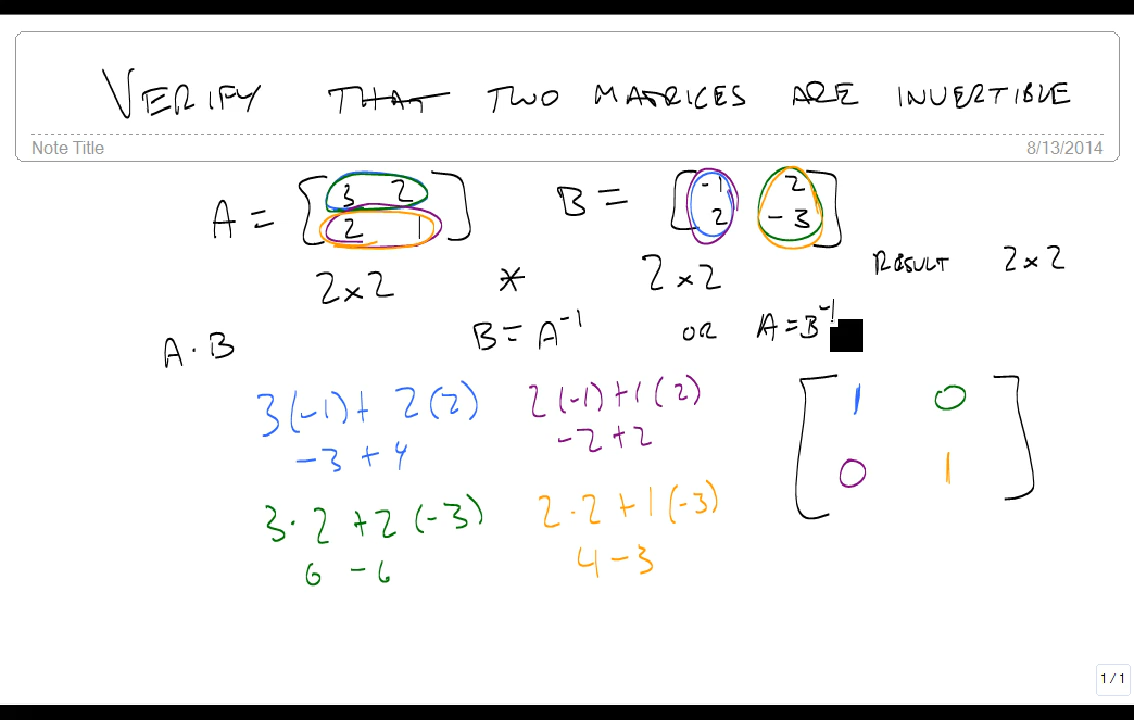 VERIFY THAT TWO MATRICES ARE INVERTIBLE
Note Title 8/13/2014
A = [3 2 B = [-1 2
2 1] 2 -3]
2x2 * 2x2 RESULT 2x2
A · B B = A⁻¹ OR A = B⁻¹
3(-1) + 2(2) 2(-1) + 1(2) [1 0
-3 + 4 -2 + 2
0 1]
3 · 2 + 2(-3) 2 · 2 + 1(-3)
6 - 6 4 - 3
1/1